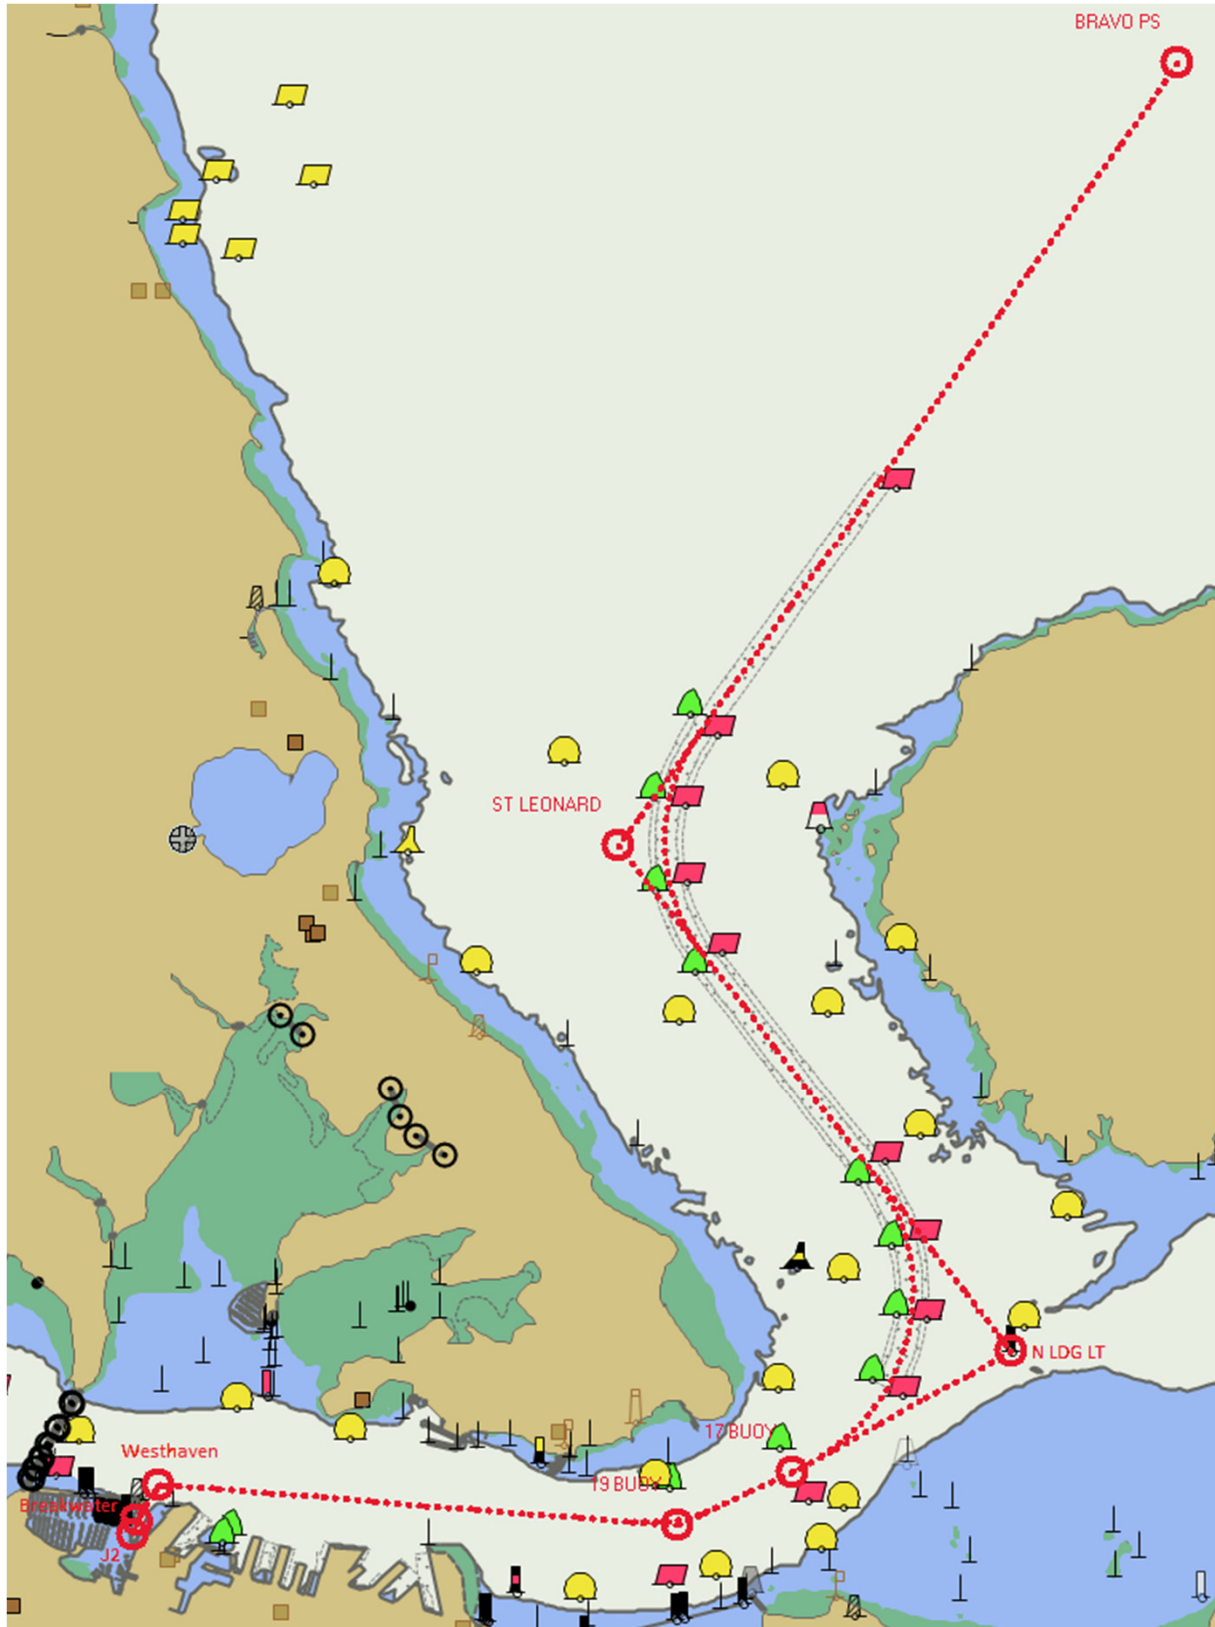 BRAVO PS
ST LEONARD
N LDG LT
17 BUOY
Westhaven
19 BUOY
Breakwater
J2